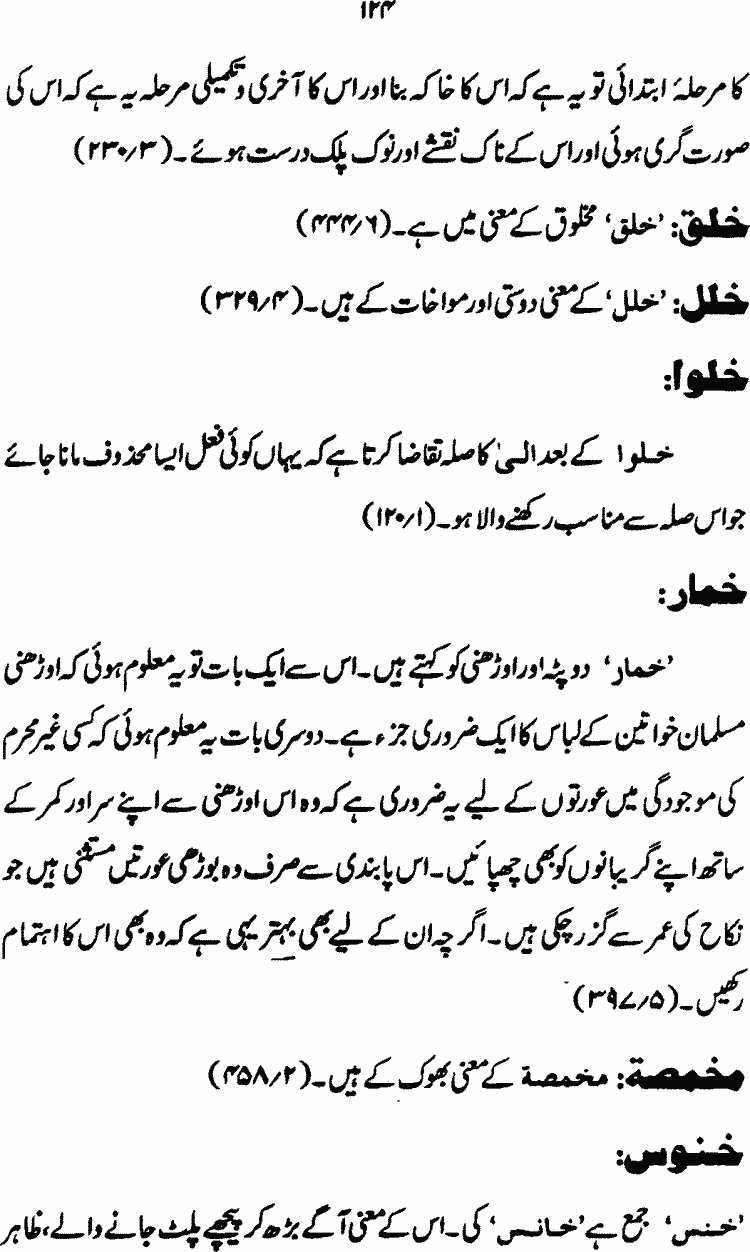 ۱۲۴
کا مرحلۂ ابتدائی تو یہ ہے کہ اس کا خاکہ بنا اور اس کا آخری و تکمیلی مرحلہ یہ ہے کہ اس کی
صورت گری ہوئی اور اس کے ناک نقشے اور نوک پلک درست ہوئے۔ (۲۳۰/۳)
خلق: ’خلق‘ مخلوق کے معنی میں ہے۔ (۴۴۴/۶)
خلل: ’خلل‘ کے معنی دوستی اور مواخات کے ہیں۔ (۳۲۹/۴)
خلوا:
خلوا کے بعد الیٰ کا صلہ تقاضا کرتا ہے کہ یہاں کوئی فعل ایسا محذوف مانا جائے
جو اس صلہ سے مناسب رکھنے والا ہو۔ (۱۲۰/۱)
خمار:
’خمار‘ دوپٹہ اور اوڑھنی کو کہتے ہیں۔ اس سے ایک بات تو یہ معلوم ہوئی کہ اوڑھنی
مسلمان خواتین کے لباس کا ایک ضروری جزء ہے۔ دوسری بات یہ معلوم ہوئی کہ کسی غیر محرم
کی موجودگی میں عورتوں کے لیے یہ ضروری ہے کہ وہ اس اوڑھنی سے اپنے سر اور کمر کے
ساتھ اپنے گریبانوں کو بھی چھپائیں۔ اس پابندی سے صرف وہ بوڑھی عورتیں مستثنٰی ہیں جو
نکاح کی عمر سے گزر چکی ہیں۔ اگرچہ ان کے لیے بھی بہتر یہی ہے کہ وہ بھی اس کا اہتمام
رکھیں۔ (۳۹۷/۵)
مخمصة: مخمصة کے معنی بھوک کے ہیں۔ (۴۵۸/۲)
خنوس:
’خنس‘ جمع ہے ’خانس‘ کی۔ اس کے معنی آگے بڑھ کر پیچھے پلٹ جانے والے، ظاہر